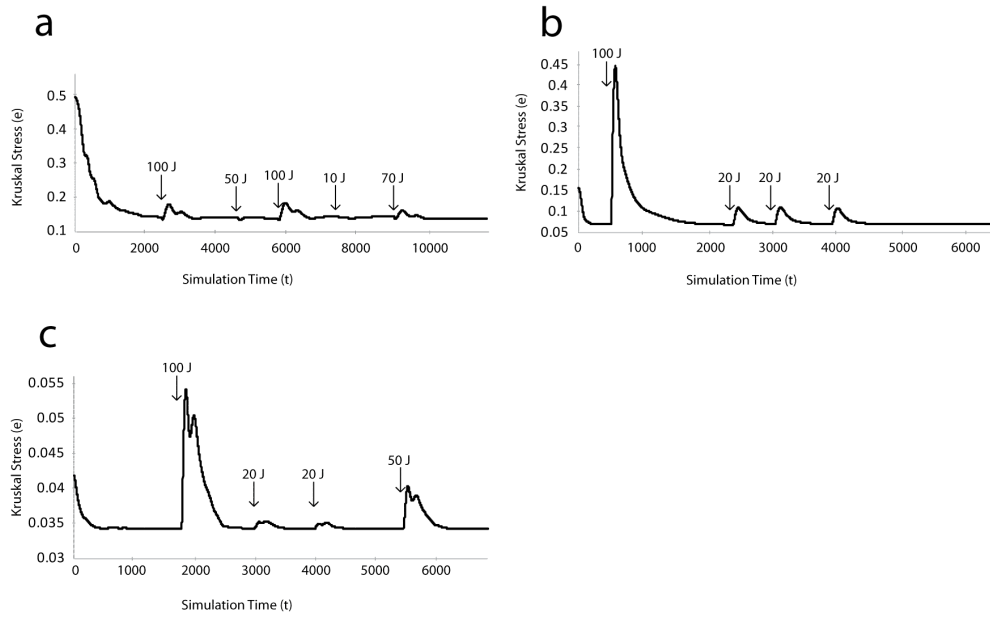 a
Kruskal Stress (e)
0.5
0.4
0.3
0.2
0.1
100 J
50 J
100 J
10 J
70 J
0
2000
4000
6000
8000
10000
Simulation Time (t)
b
Kruskal Stress (e)
0.45
0.4
0.35
0.3
0.25
0.2
0.15
0.1
0.05
100 J
20 J
20 J
20 J
0
1000
2000
3000
4000
5000
6000
Simulation Time (t)
c
Kruskal Stress (e)
0.055
0.05
0.045
0.04
0.035
0.03
100 J
20 J
20 J
50 J
0
1000
2000
3000
4000
5000
6000
Simulation Time (t)